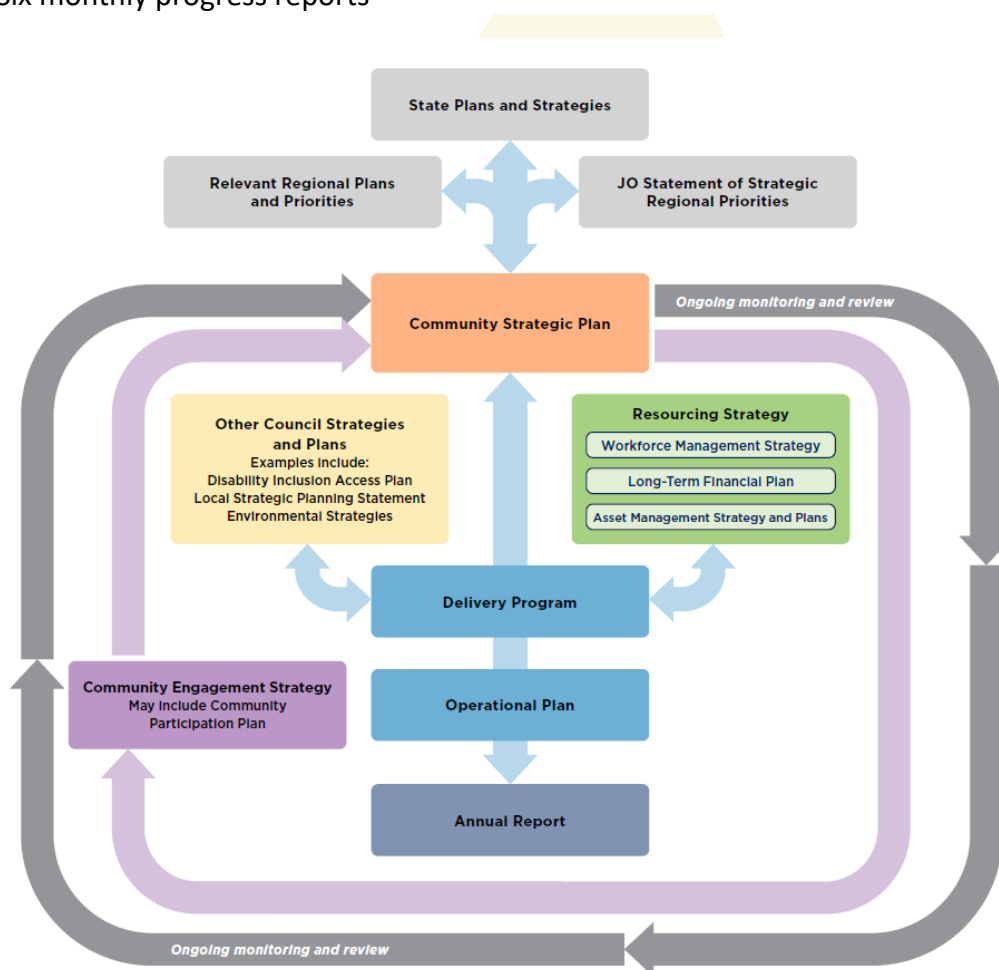 Six monthly progress reports
State Plans and Strategies
Relevant Regional Plans
and Priorities
JO Statement of Strategic
Regional Priorities
Community Strategic Plan
Ongoing monitoring and review
Other Council Strategies
and Plans
Examples Include:
Disability Inclusion Access Plan
Local Strategic Planning Statement
Environmental Strategies
Resourcing Strategy
Workforce Management Strategy
Long-Term Financial Plan
Asset Management Strategy and Plans
Delivery Program
Community Engagement Strategy
May Include Community
Participation Plan
Operational Plan
Annual Report
Ongoing monitoring and review